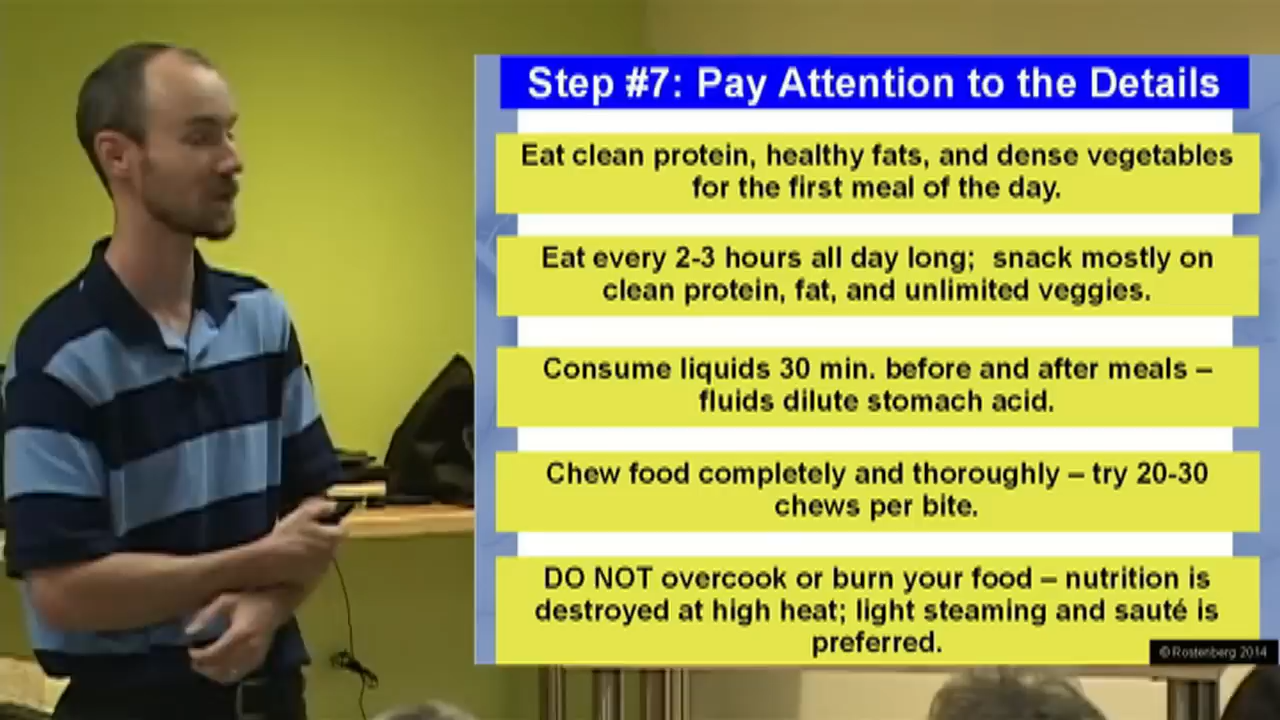 Step #7: Pay Attention to the Details
Eat clean protein, healthy fats, and dense vegetables
for the first meal of the day.
Eat every 2-3 hours all day long;  snack mostly on
clean protein, fat, and unlimited veggies.
Consume liquids 30 min. before and after meals –
fluids dilute stomach acid.
Chew food completely and thoroughly – try 20-30
chews per bite.
DO NOT overcook or burn your food – nutrition is
destroyed at high heat; light steaming and sauté is
preferred.
©Rostenberg 2014